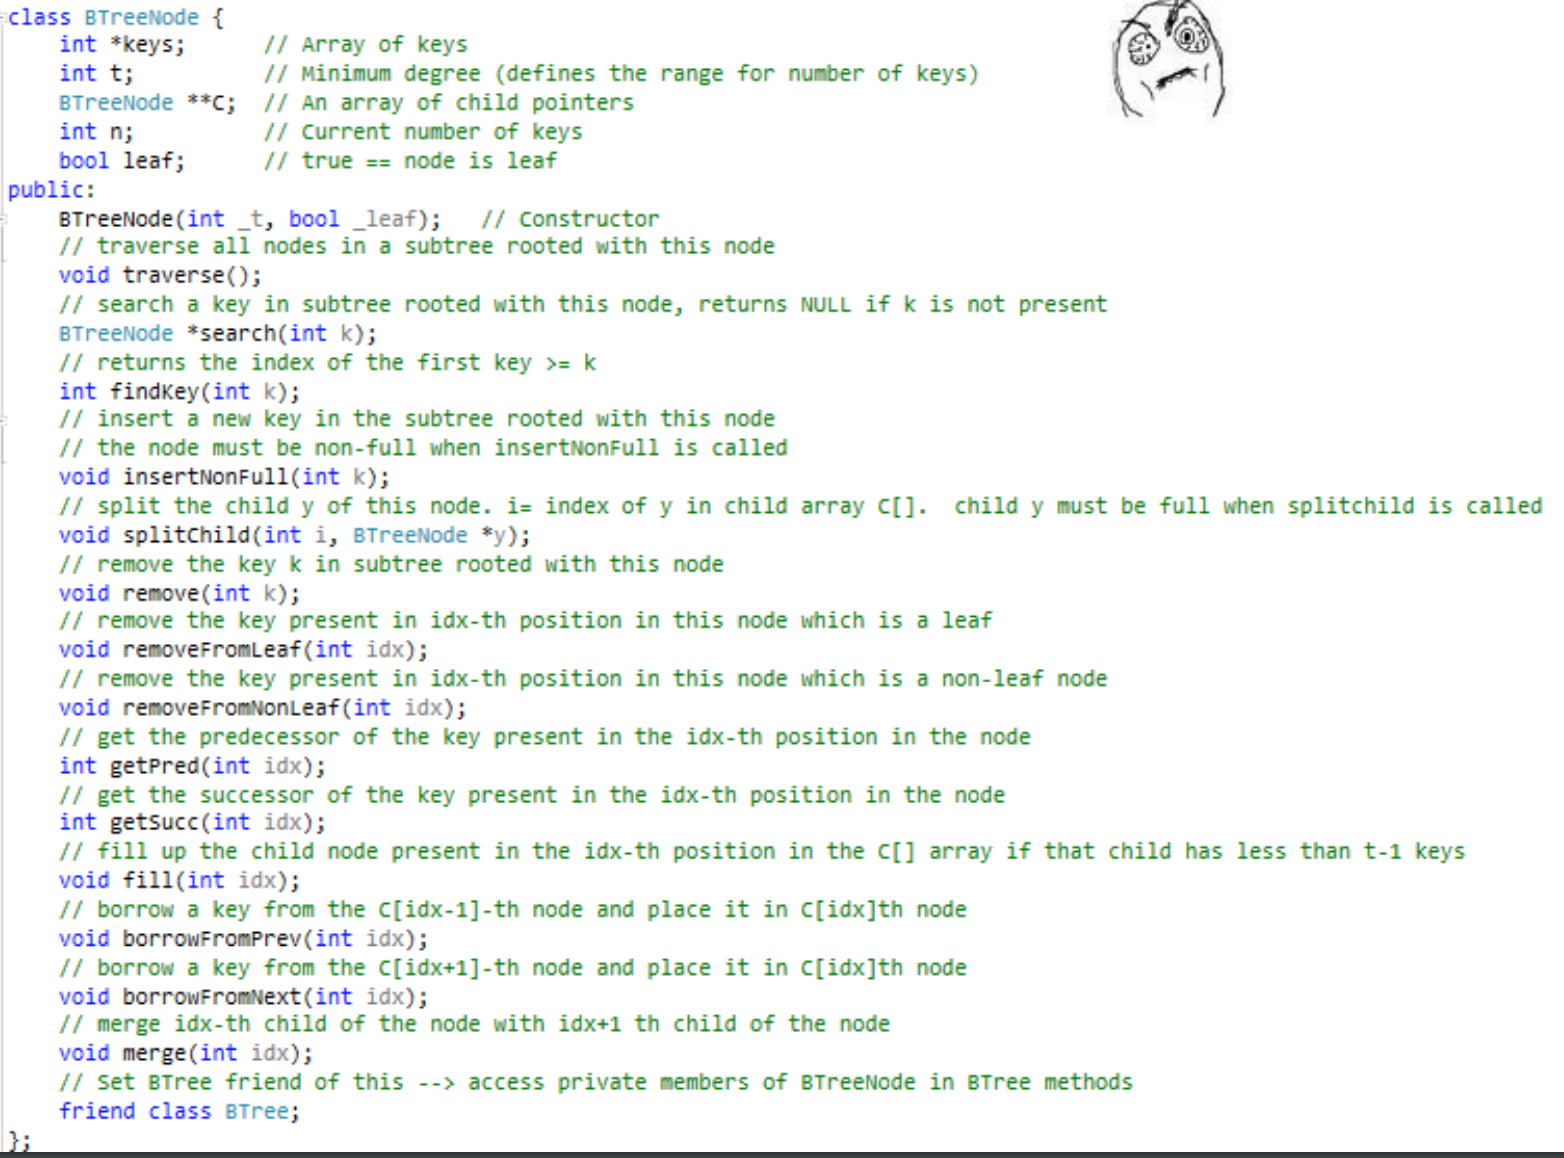 class BTreeNode {
    int *keys;      // Array of keys
    int t;          // Minimum degree (defines the range for number of keys)
    BTreeNode **C;  // An array of child pointers
    int n;          // Current number of keys
    bool leaf;      // true == node is leaf
public:
    BTreeNode(int _t, bool _leaf);   // Constructor
    // traverse all nodes in a subtree rooted with this node
    void traverse();
    // search a key in subtree rooted with this node, returns NULL if k is not present
    BTreeNode *search(int k);
    // returns the index of the first key >= k
    int findKey(int k);
    // insert a new key in the subtree rooted with this node
    // the node must be non-full when insertNonFull is called
    void insertNonFull(int k);
    // split the child y of this node. i= index of y in child array C[].  child y must be full when splitchild is called
    void splitChild(int i, BTreeNode *y);
    // remove the key k in subtree rooted with this node
    void remove(int k);
    // remove the key present in idx-th position in this node which is a leaf
    void removeFromLeaf(int idx);
    // remove the key present in idx-th position in this node which is a non-leaf node
    void removeFromNonLeaf(int idx);
    // get the predecessor of the key present in the idx-th position in the node
    int getPred(int idx);
    // get the successor of the key present in the idx-th position in the node
    int getSucc(int idx);
    // fill up the child node present in the idx-th position in the C[] array if that child has less than t-1 keys
    void fill(int idx);
    // borrow a key from the C[idx-1]-th node and place it in C[idx]th node
    void borrowFromPrev(int idx);
    // borrow a key from the C[idx+1]-th node and place it in C[idx]th node
    void borrowFromNext(int idx);
    // merge idx-th child of the node with idx+1 th child of the node
    void merge(int idx);
    // Set BTree friend of this --> access private members of BTreeNode in BTree methods
    friend class BTree;
};